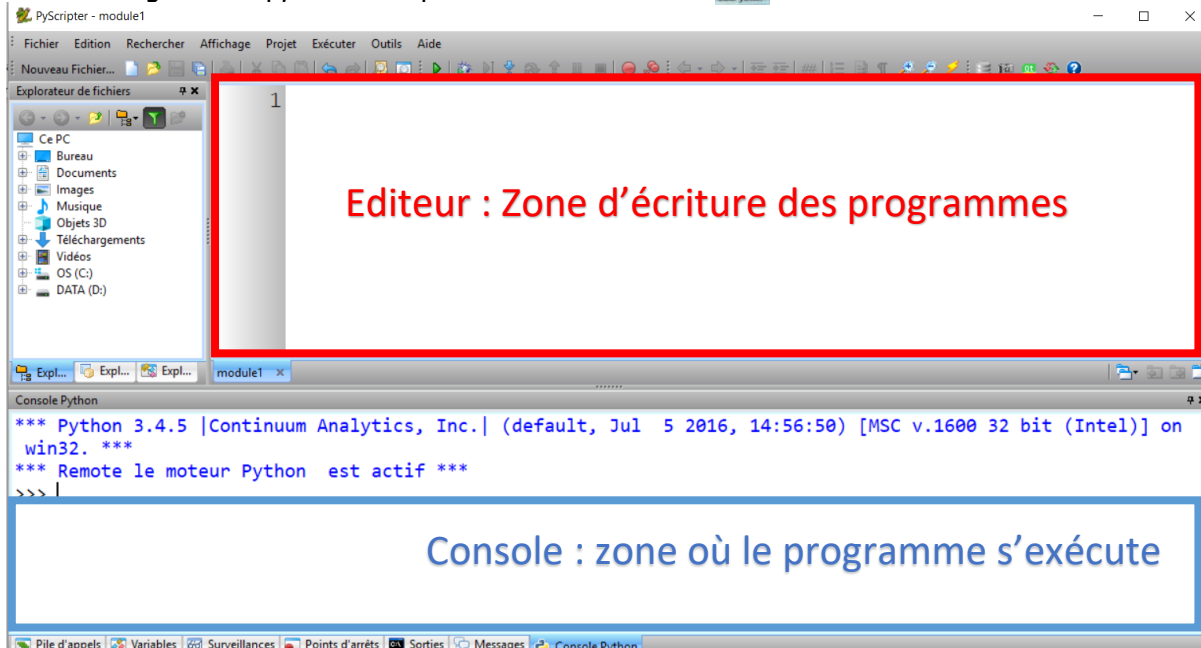 PyScripter - module1
Fichier Edition Rechercher Affichage Projet Exécuter Outils Aide
Nouveau Fichier...
Explorateur de fichiers
1
Ce PC
Bureau
Documents
Images
Musique
Objets 3D
Téléchargements
Vidéos
OS (C:)
DATA (D:)
Editeur : Zone d'écriture des programmes
Expl... Expl... Expl...
module1
Console Python
*** Python 3.4.5 |Continuum Analytics, Inc.| (default, Jul  5 2016, 14:56:50) [MSC v.1600 32 bit (Intel)] on
win32. ***
*** Remote le moteur Python  est actif ***
>>>
Console : zone où le programme s'exécute
Pile d'appels Variables Surveillances Points d'arrêts Sorties Messages Console Python